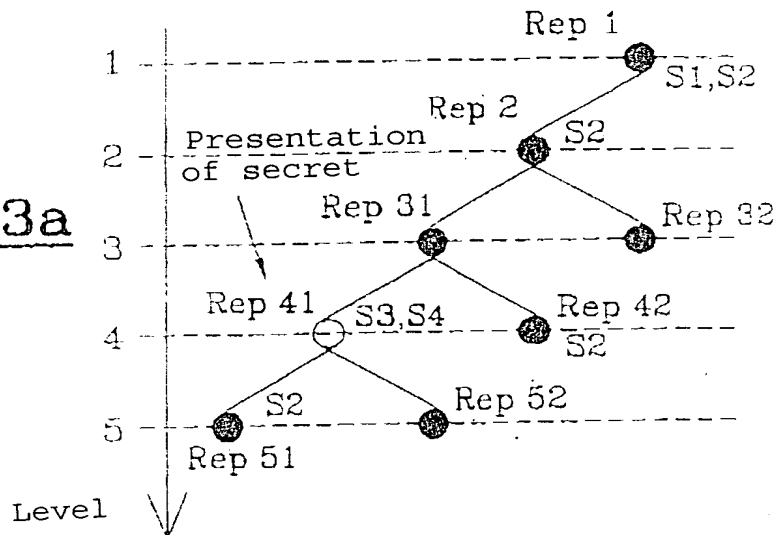 Rep 1
1
S1,S2
Rep 2
S2
Presentation
of secret
2
3a
Rep 31
Rep 32
3
Rep 41
S3,S4
Rep 42
4
S2
S2
Rep 52
5
Rep 51
Level